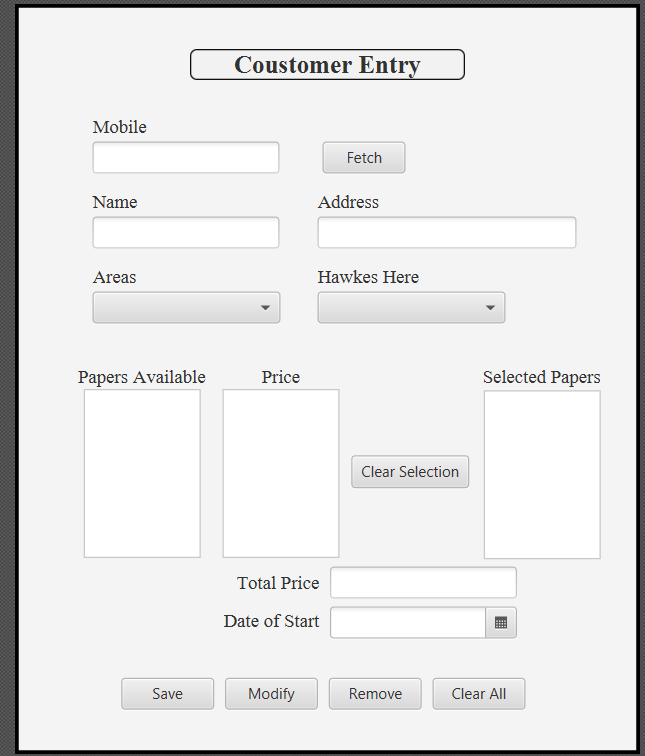 Coustomer Entry
Mobile
Fetch
Name Address
Areas Hawkes Here
Papers Available Price Selected Papers
Clear Selection
Total Price
Date of Start
Save Modify Remove Clear All